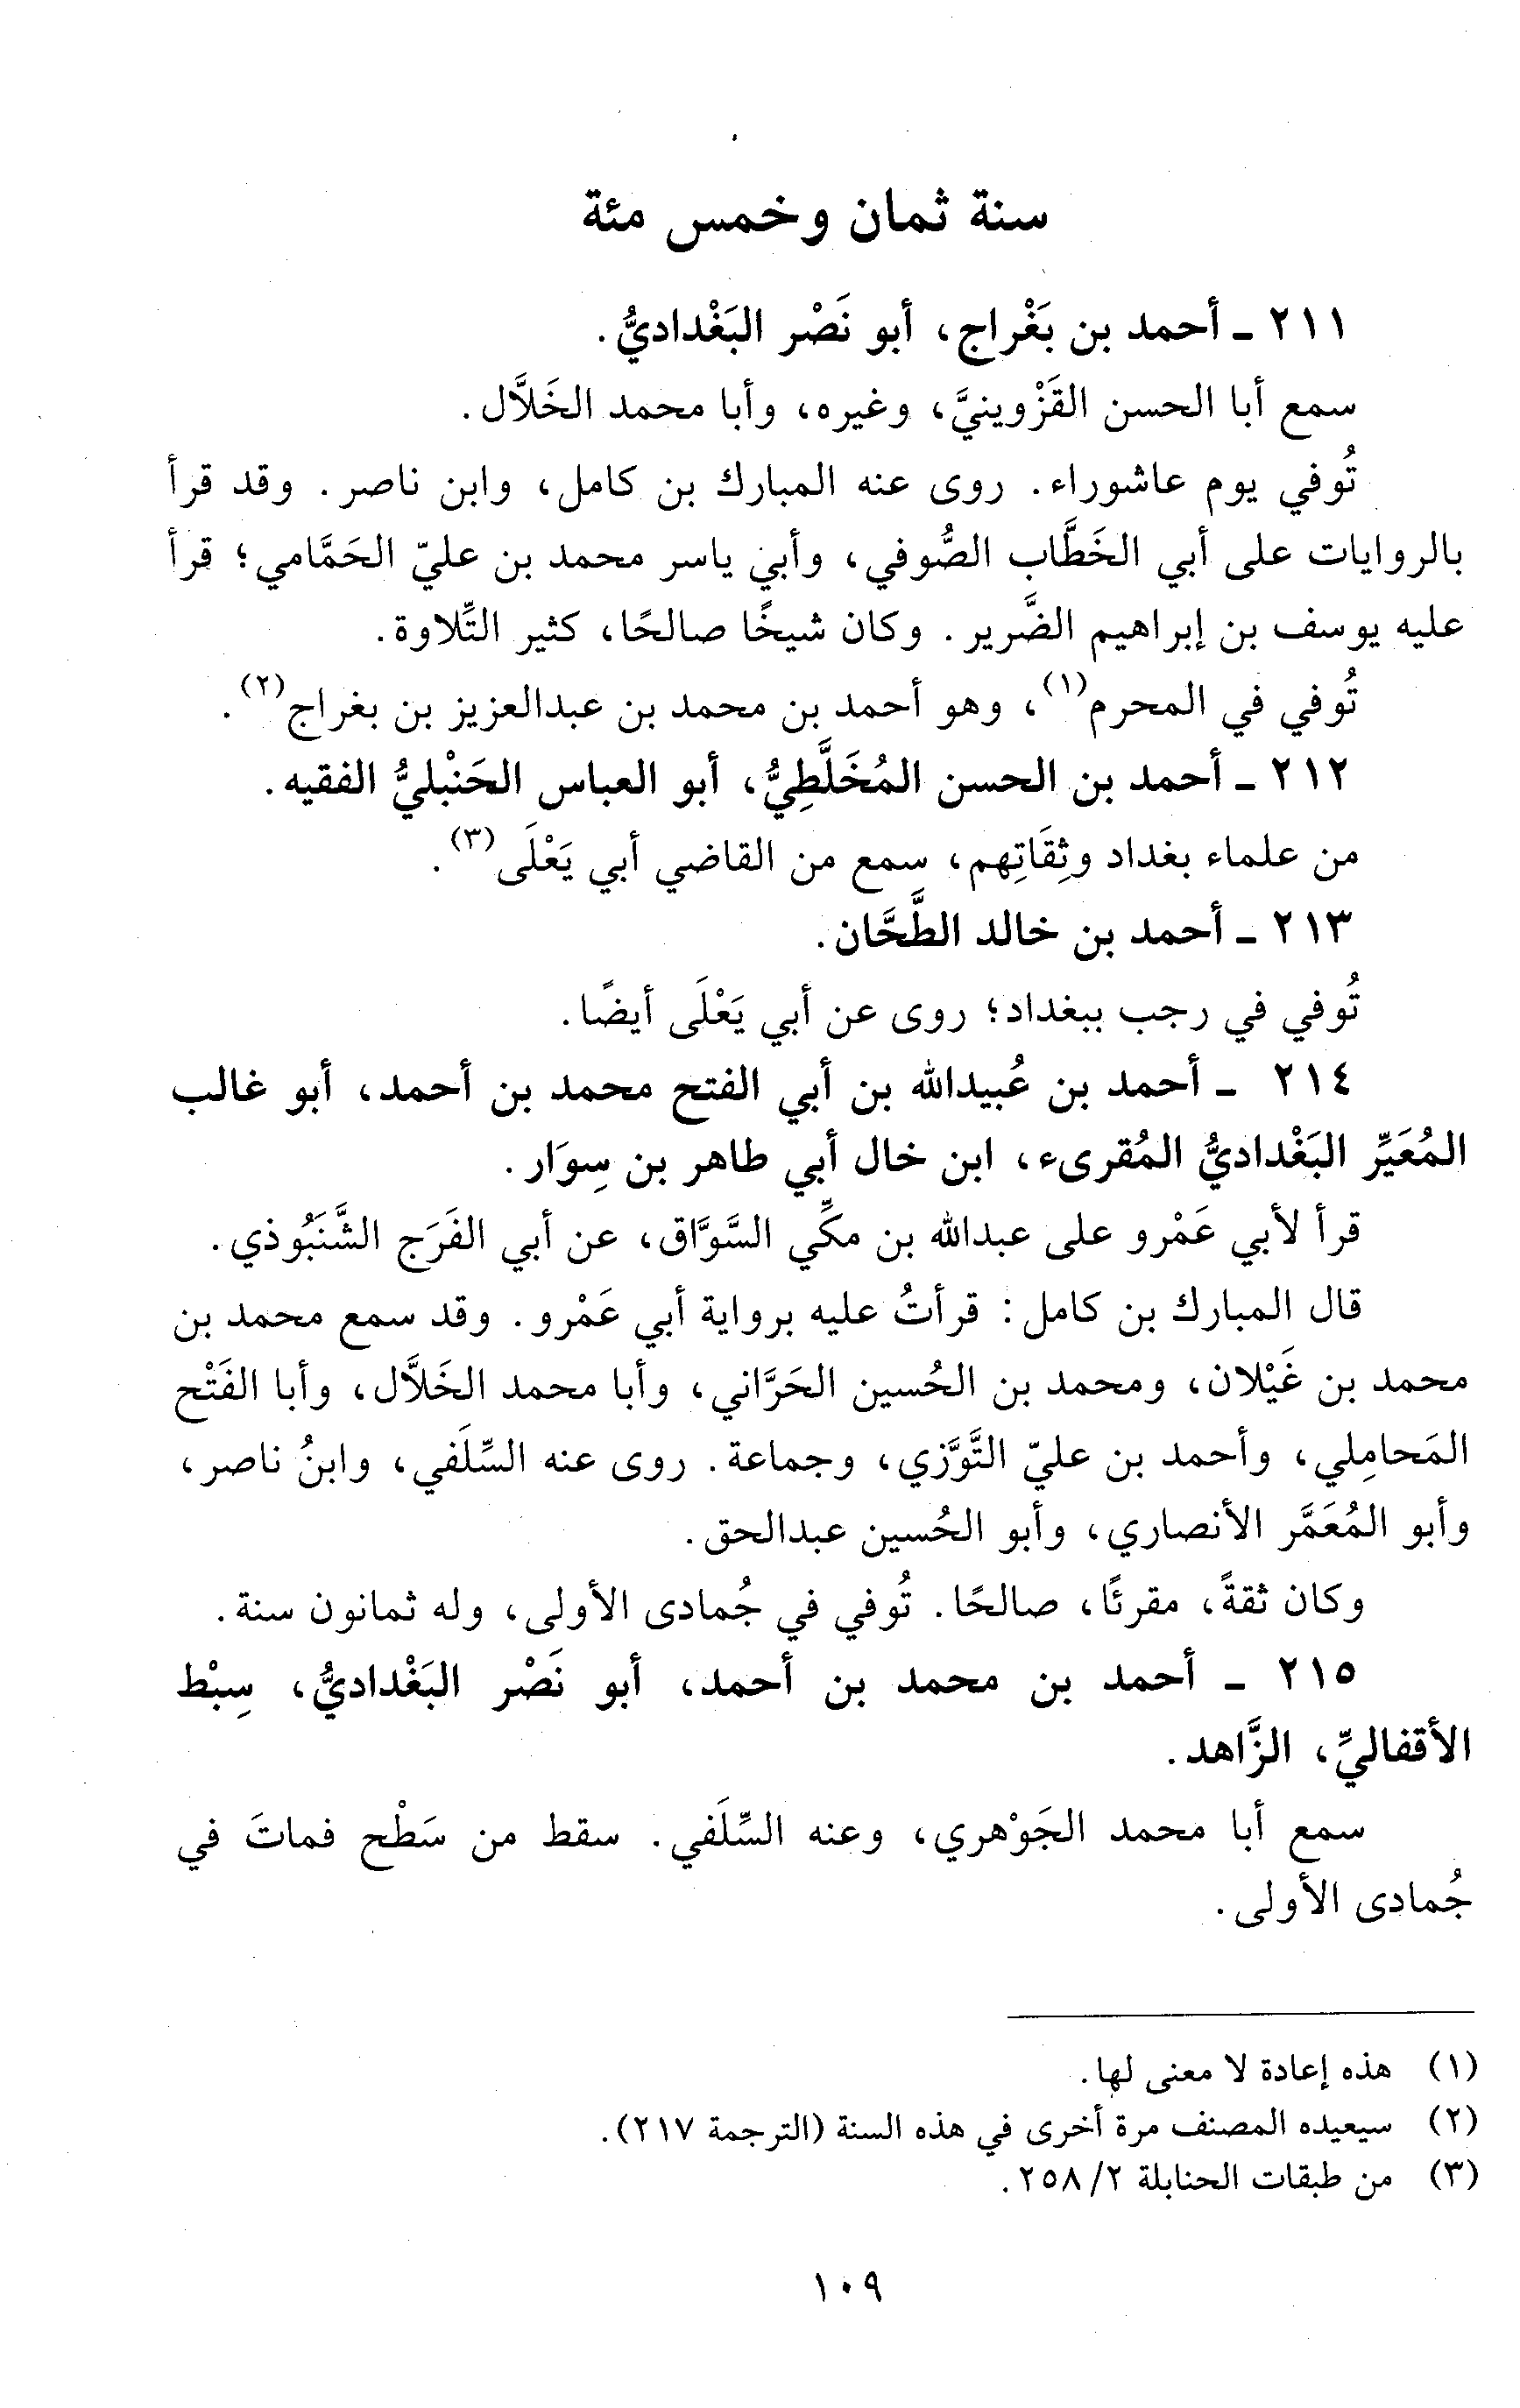 سنة ثمان وخمس مئة
٢١١ ـ أحمد بن بَغْراج، أبو نَصْر البَغْداديُّ.
سمع أبا الحسن القَزْوينيَّ، وغيره، وأبا محمد الخَلاَّل.
تُوفي يوم عاشوراء. روى عنه المبارك بن كامل، وابن ناصر. وقد قرأ
بالروايات على أبي الخَطَّاب الصُّوفي، وأبي ياسر محمد بن عليّ الحَمَّامي؛ قرأ
عليه يوسف بن إبراهيم الضَّرير. وكان شيخًا صالحًا، كثير التِّلاوة.
تُوفي في المحرم(١)، وهو أحمد بن محمد بن عبدالعزيز بن بغراج(٢).
٢١٢ ـ أحمد بن الحسن المُخَلَّطِيُّ، أبو العباس الحَنْبليُّ الفقيه.
من علماء بغداد وثِقَاتِهم، سمع من القاضي أبي يَعْلَى(٣).
٢١٣ ـ أحمد بن خالد الطَّحَّان.
تُوفي في رجب ببغداد؛ روى عن أبي يَعْلَى أيضًا.
٢١٤ ـ أحمد بن عُبيدالله بن أبي الفتح محمد بن أحمد، أبو غالب
المُعَيِّر البَغْداديُّ المُقرىء، ابن خال أبي طاهر بن سِوَار.
قرأ لأبي عَمْرو على عبدالله بن مكِّي السَّوَّاق، عن أبي الفَرَج الشَّنَبُوذي.
قال المبارك بن كامل: قرأتُ عليه برواية أبي عَمْرو. وقد سمع محمد بن
محمد بن غَيْلان، ومحمد بن الحُسين الحَرَّاني، وأبا محمد الخَلاَّل، وأبا الفَتْح
المَحامِلي، وأحمد بن عليّ التَّوَّزي، وجماعة. روى عنه السِّلَفي، وابنُ ناصر،
وأبو المُعَمَّر الأنصاري، وأبو الحُسين عبدالحق.
وكان ثقةً، مقرئًا، صالحًا. تُوفي في جُمادى الأولى، وله ثمانون سنة.
٢١٥ ـ أحمد بن محمد بن أحمد، أبو نَصْر البَغْداديُّ، سِبْط
الأقفاليِّ، الزَّاهد.
سمع أبا محمد الجَوْهري، وعنه السِّلَفي. سقط من سَطْح فماتَ في
جُمادى الأولى.
(١) هذه إعادة لا معنى لها.
(٢) سيعيده المصنف مرة أخرى في هذه السنة (الترجمة ٢١٧).
(٣) من طبقات الحنابلة ٢/ ٢٥٨.
١٠٩